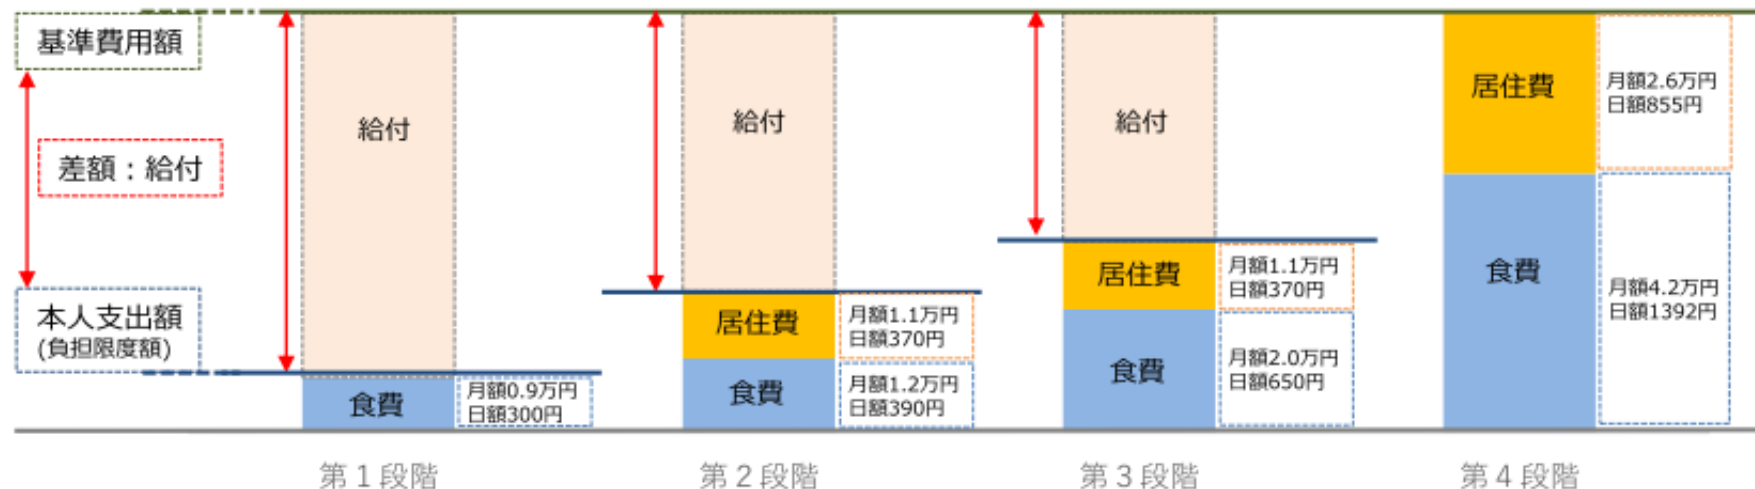 基準費用額
差額：給付
本人支出額
(負担限度額)
給付
食費
月額0.9万円
日額300円
第１段階
給付
居住費
月額1.1万円
日額370円
食費
月額1.2万円
日額390円
第２段階
給付
居住費
月額1.1万円
日額370円
食費
月額2.0万円
日額650円
第３段階
居住費
月額2.6万円
日額855円
食費
月額4.2万円
日額1392円
第４段階